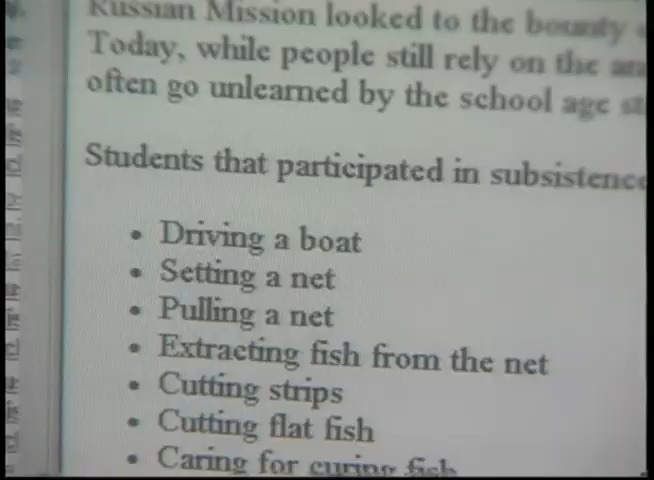 Russian Mission looked to the bounty
Today, while people still rely on the
often go unlearned by the school age
Students that participated in subsistence
• Driving a boat
• Setting a net
• Pulling a net
• Extracting fish from the net
• Cutting strips
• Cutting flat fish
• Caring for curing fish